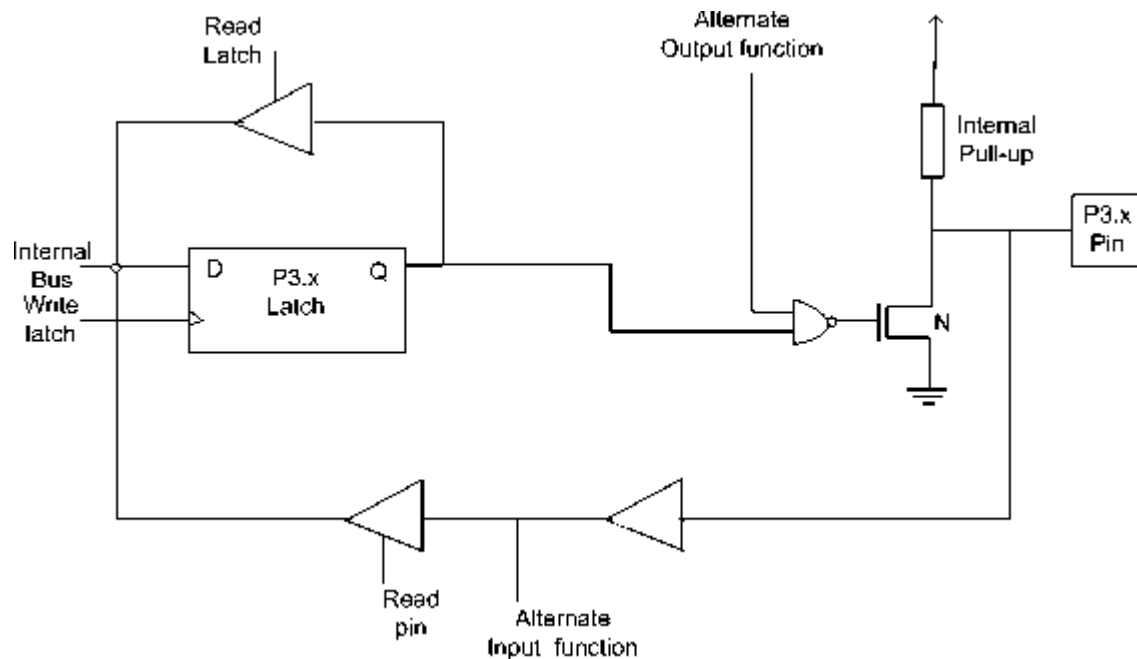 Read
Latch
Alternate
Output function
Internal
Pull-up
P3.x
Pin
Internal
Bus
Write
latch
D
P3.x
Latch
Q
N
Read
pin
Alternate
Input function